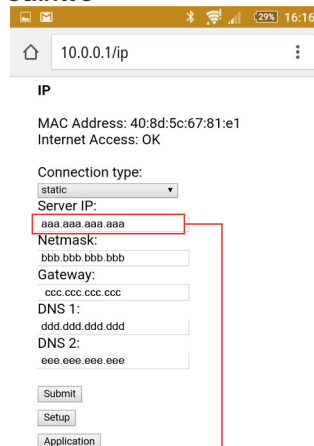 29% 16:16
10.0.0.1/ip
IP
MAC Address: 40:8d:5c:67:81:e1
Internet Access: OK
Connection type:
static
Server IP:
aaa.aaa.aaa.aaa
Netmask:
bbb.bbb.bbb.bbb
Gateway:
ccc.ccc.ccc.ccc
DNS 1:
ddd.ddd.ddd.ddd
DNS 2:
eee.eee.eee.eee
Submit
Setup
Application